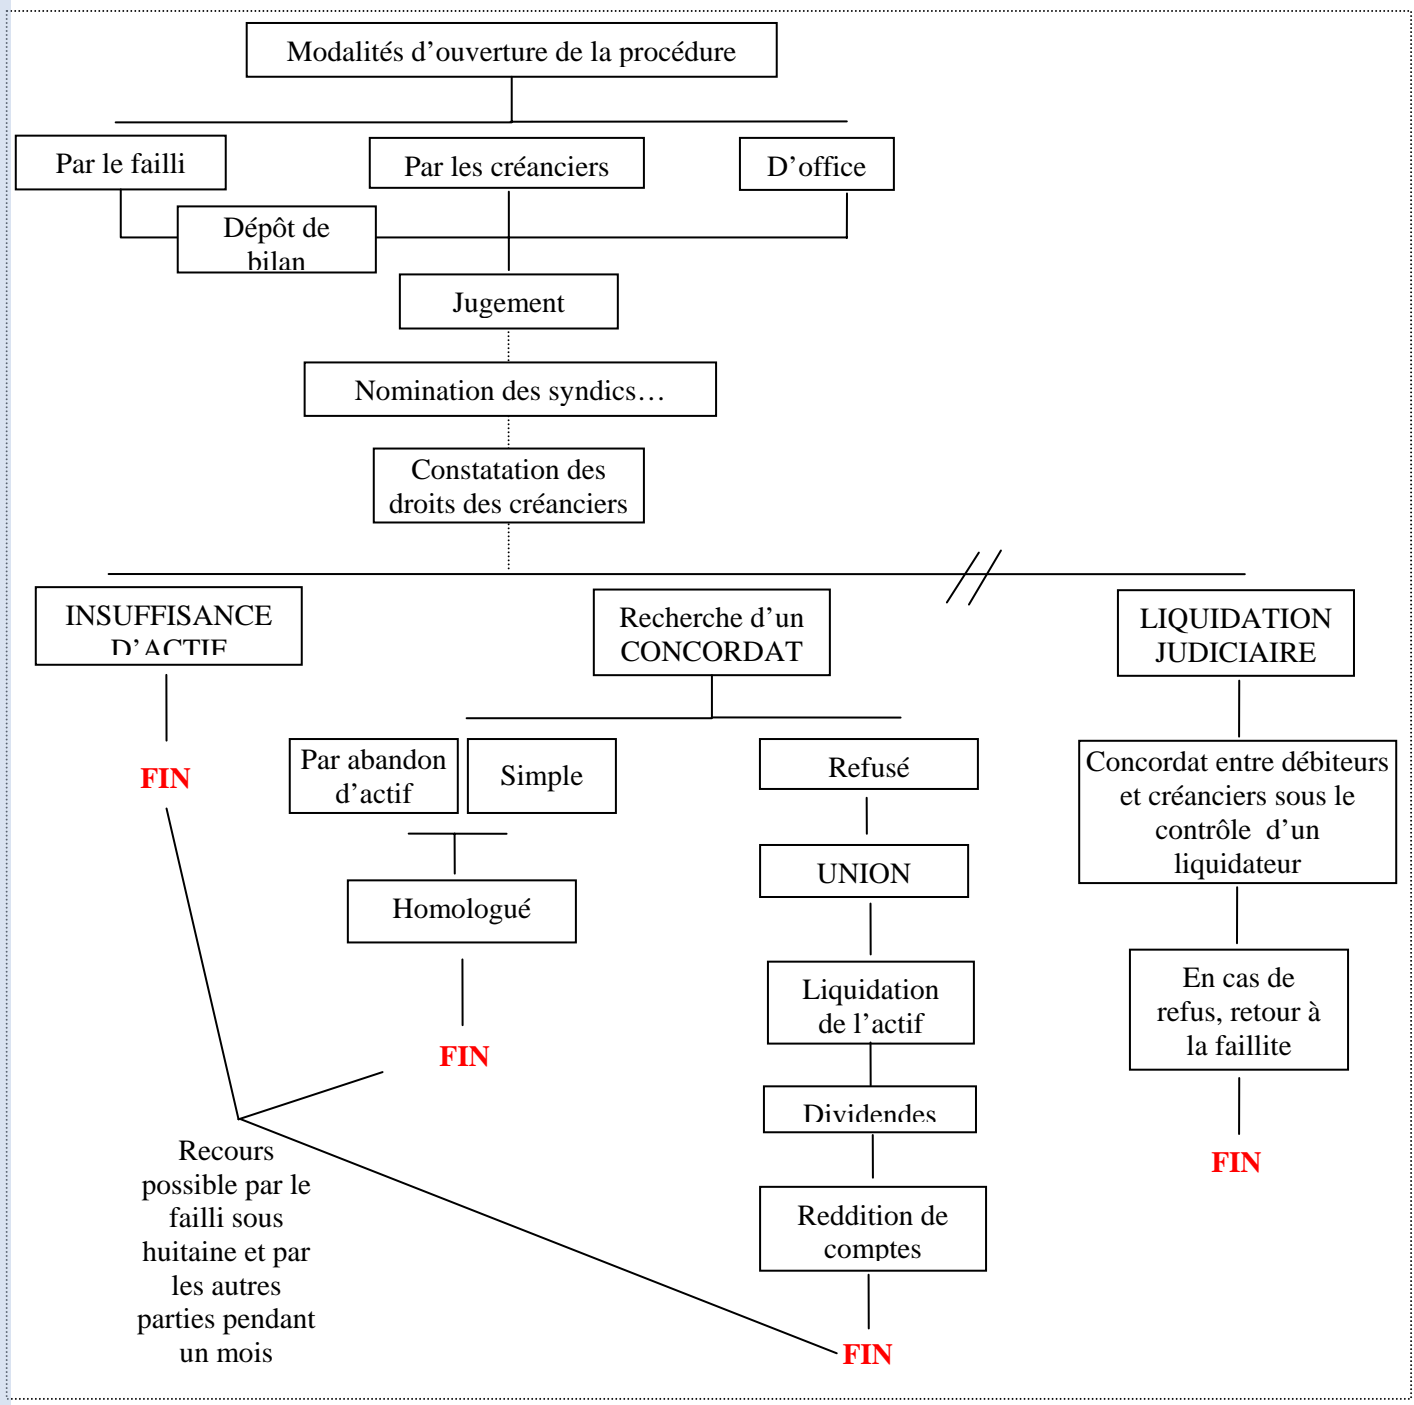 Modalités d’ouverture de la procédure
Par le failli
Par les créanciers
D’office
Dépôt de
bilan
Jugement
Nomination des syndics…
Constatation des
droits des créanciers
INSUFFISANCE
D’ACTIF
Recherche d’un
CONCORDAT
LIQUIDATION
JUDICIAIRE
FIN
Par abandon
d’actif
Simple
Refusé
Concordat entre débiteurs
et créanciers sous le
contrôle d’un
liquidateur
UNION
Homologué
Liquidation
de l’actif
En cas de
refus, retour à
la faillite
FIN
Dividendes
Recours
possible par le
failli sous
huitaine et par
les autres
parties pendant
un mois
FIN
Reddition de
comptes
FIN